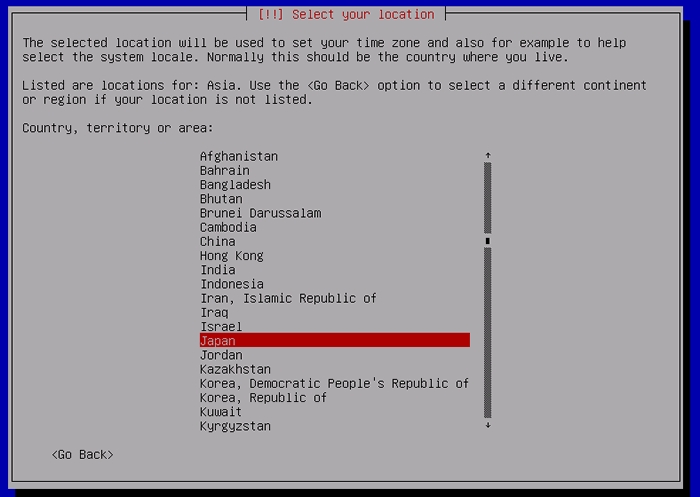 [!!] Select your location
The selected location will be used to set your time zone and also for example to help
select the system locale. Normally this should be the country where you live.
Listed are locations for: Asia. Use the <Go Back> option to select a different continent
or region if your location is not listed.
Country, territory or area:
Afghanistan
Bahrain
Bangladesh
Bhutan
Brunei Darussalam
Cambodia
China
Hong Kong
India
Indonesia
Iran, Islamic Republic of
Iraq
Israel
Japan
Jordan
Kazakhstan
Korea, Democratic People's Republic of
Korea, Republic of
Kuwait
Kyrgyzstan
<Go Back>